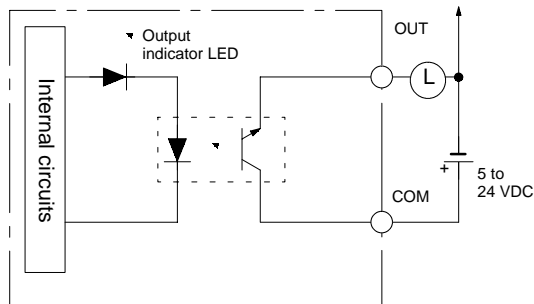 Output
indicator LED
OUT
Internal circuits
L
COM
+
5 to
24 VDC